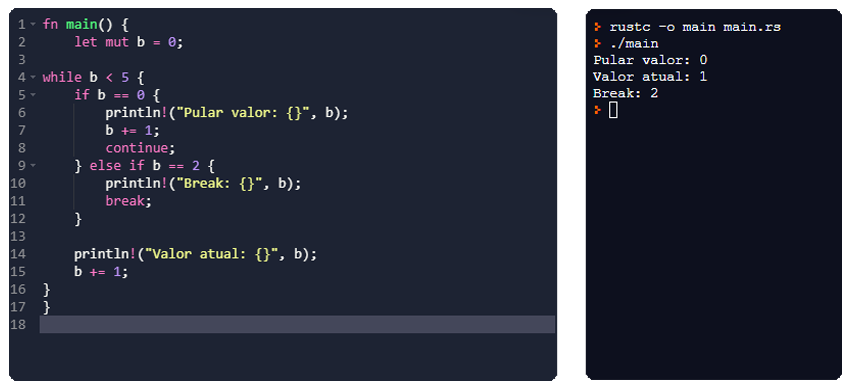 1 fn main() {
2     let mut b = 0;
3
4 while b < 5 {
5     if b == 0 {
6         println!("Pular valor: {}", b);
7         b += 1;
8         continue;
9     } else if b == 2 {
10         println!("Break: {}", b);
11         break;
12     }
13
14     println!("Valor atual: {}", b);
15     b += 1;
16 }
17 }
18
> rustc -o main main.rs
> ./main
Pular valor: 0
Valor atual: 1
Break: 2
>